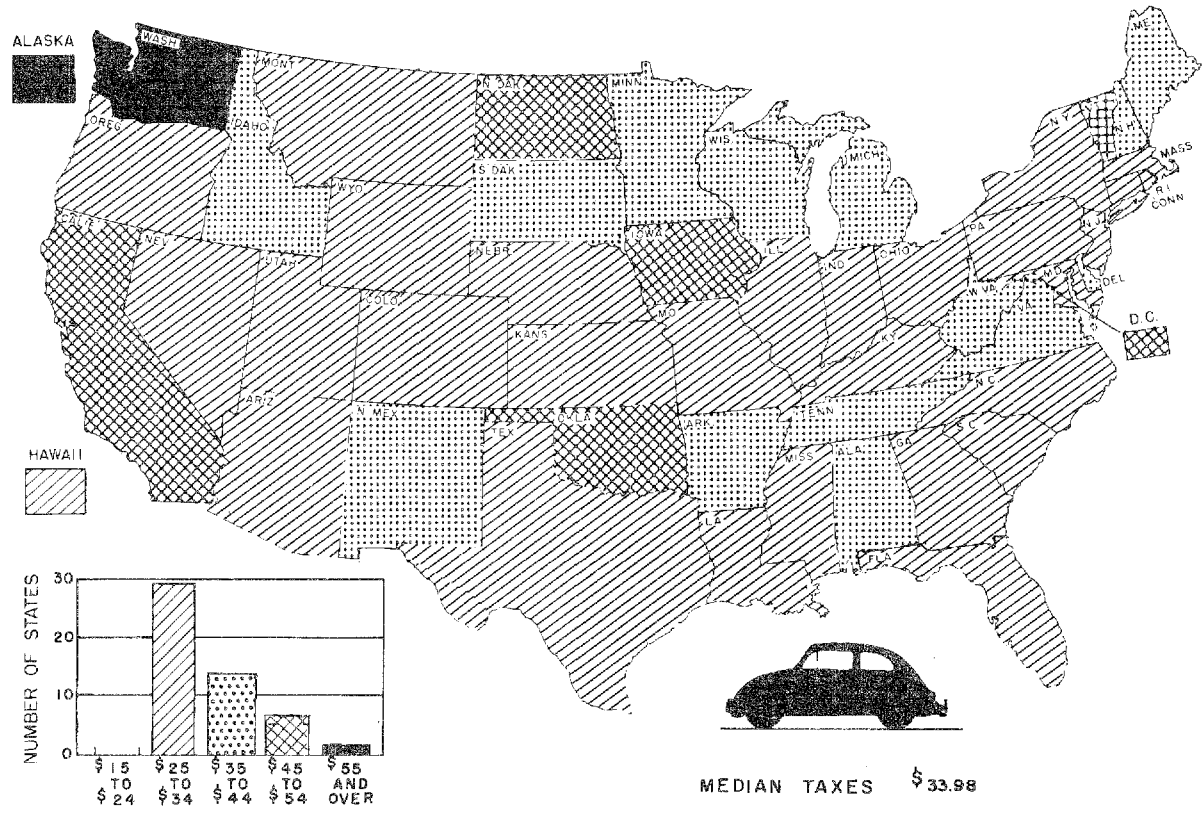 ALASKA
WASH
MONT
N DAK
MINN
ME
OREG
IDAHO
N.Y.
N H
WIS
MICH
MASS
S DAK
R I
CONN
WYO
CALIF
NEV
IOWA
PA
N J
UTAH
NEBR
ILL
IND
OHIO
W VA
MD
DEL
VA
COLO
MO
KY
D.C.
KANS
ARIZ
N MEX
OKLA
TENN
N C
TEX
ARK
S C
HAWAII
MISS
ALA
GA
LA
FLA
NUMBER OF STATES
30
20
10
0
$15 TO $24
$25 TO $34
$35 TO $44
$45 TO $54
$55 AND OVER
MEDIAN TAXES $33.98